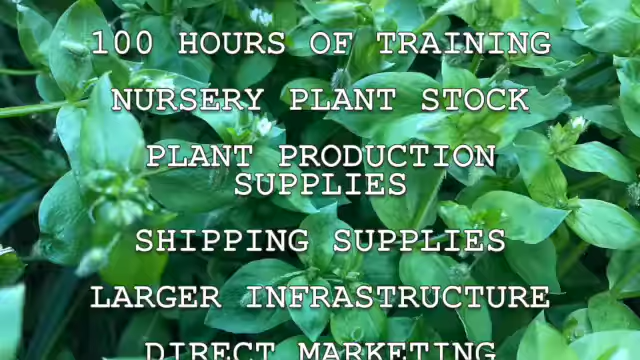 100 HOURS OF TRAINING
NURSERY PLANT STOCK
PLANT PRODUCTION
SUPPLIES
SHIPPING SUPPLIES
LARGER INFRASTRUCTURE
DIRECT MARKETING